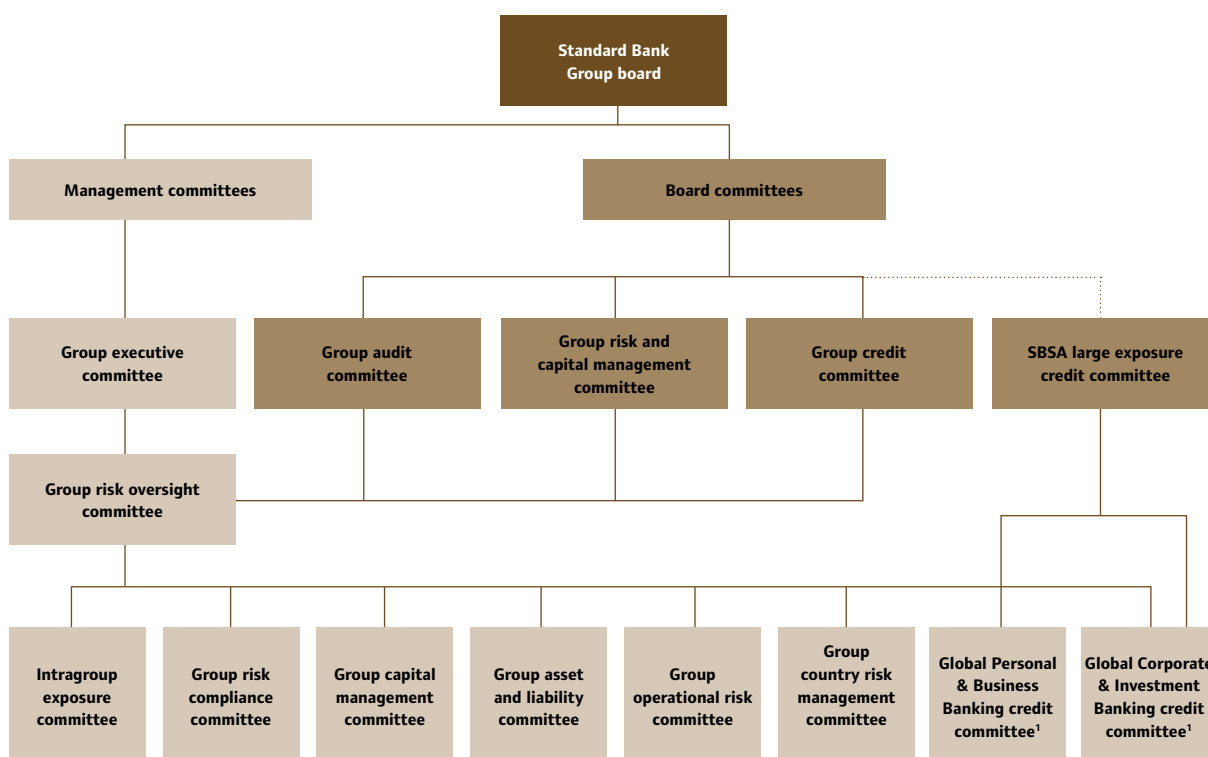 Standard Bank
Group board
Management committees
Board committees
Group executive
committee
Group audit
committee
Group risk and
capital management
committee
Group credit
committee
SBSA large exposure
credit committee
Group risk oversight
committee
Intragroup
exposure
committee
Group risk
compliance
committee
Group capital
management
committee
Group asset
and liability
committee
Group
operational risk
committee
Group
country risk
management
committee
Global Personal
& Business
Banking credit
committee¹
Global Corporate
& Investment
Banking credit
committee¹